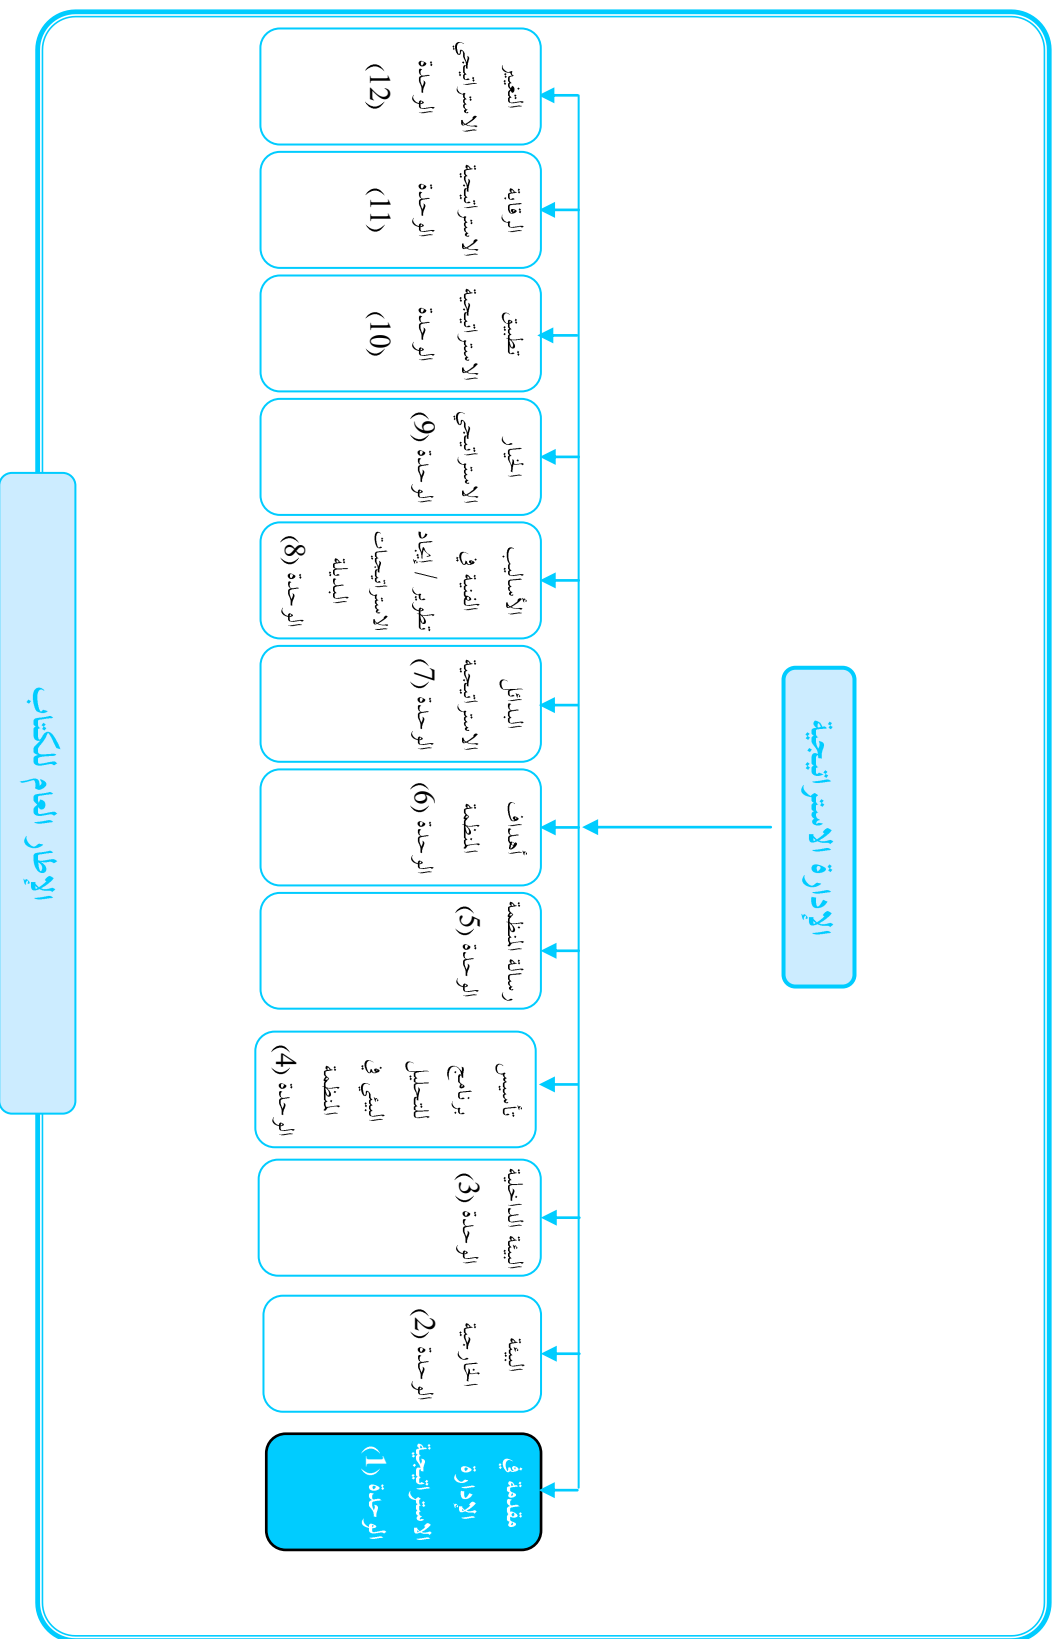 الإدارة الاستراتيجية
مقدمة في
الإدارة
الاستراتيجية
الوحدة (1)
البيئة
الخارجية
الوحدة (2)
البيئة الداخلية
الوحدة (3)
تأسيس
برنامج
للتحليل
البيئي في
المنظمة
الوحدة (4)
رسالة المنظمة
الوحدة (5)
أهداف
المنظمة
الوحدة (6)
البدائل
الاستراتيجية
الوحدة (7)
الأساليب
الفنية في
تطوير / إيجاد
الاستراتيجيات
البديلة
الوحدة (8)
الخيار
الاستراتيجي
الوحدة (9)
تطبيق
الاستراتيجية
الوحدة
(10)
الرقابة
الاستراتيجية
الوحدة
(11)
التغيير
الاستراتيجي
الوحدة
(12)
الإطار العام للكتاب